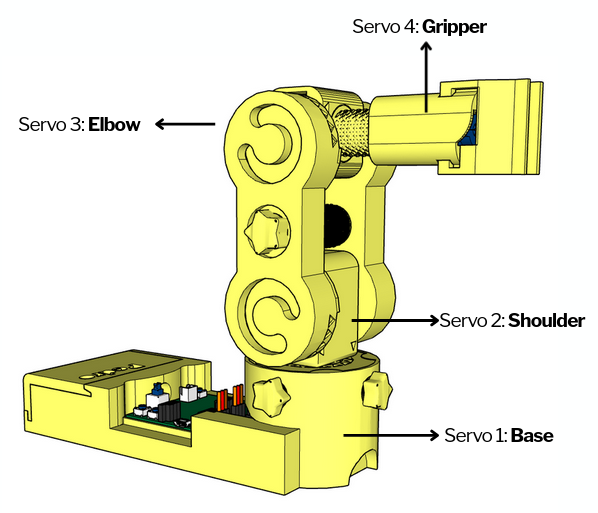 Servo 4: Gripper
Servo 3: Elbow
Servo 2: Shoulder
Servo 1: Base